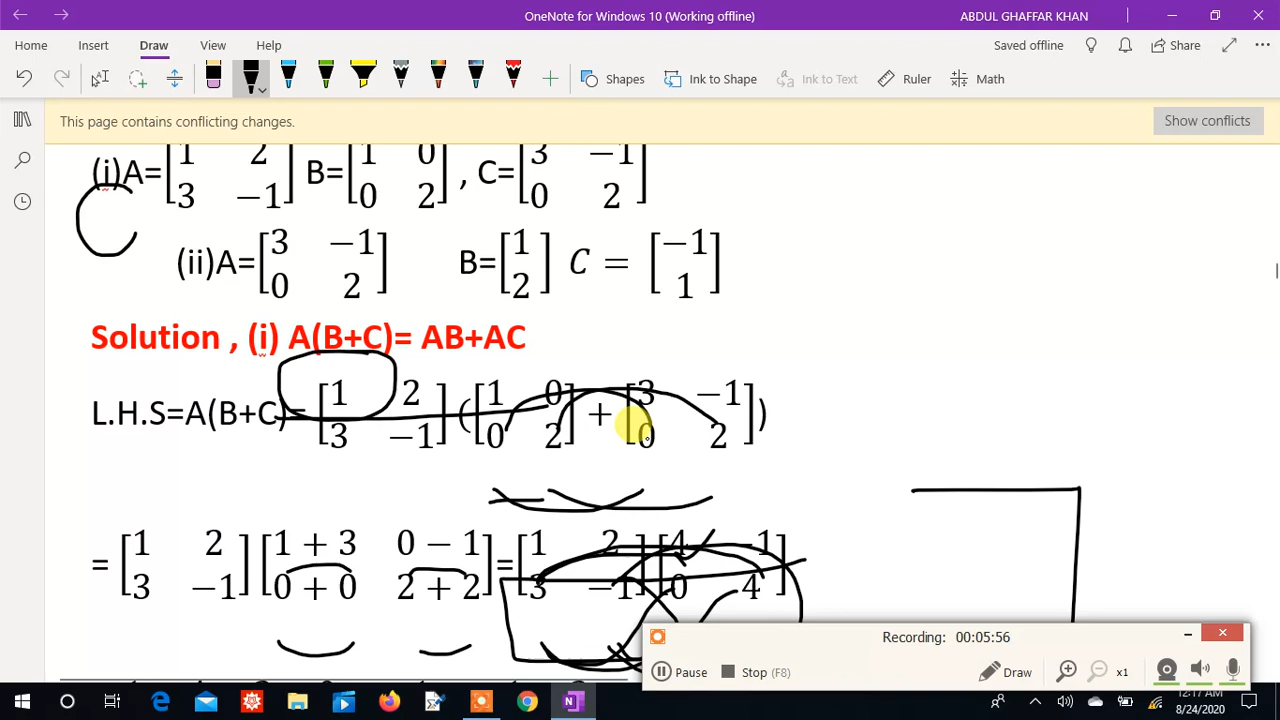 OneNote for Windows 10 (Working offline) ABDUL GHAFFAR KHAN
Home Insert Draw View Help Saved offline Share
Shapes Ink to Shape Ink to Text Ruler Math
This page contains conflicting changes. Show conflicts
(i)A=[1 2; 3 −1] B=[1 0; 0 2] , C=[3 −1; 0 2]
(ii)A=[3 −1; 0 2] B=[1; 2] C = [−1; 1]
Solution , (i) A(B+C)= AB+AC
L.H.S=A(B+C)= [1 2; 3 −1] ([1 0; 0 2] + [3 −1; 0 2])
= [1 2; 3 −1] [1 + 3 0 − 1; 0 + 0 2 + 2]=[1 2; 3 −1] [4 −1; 0 4]
Recording: 00:05:56
Pause Stop (F8) Draw x1
12:17 AM
8/24/2020